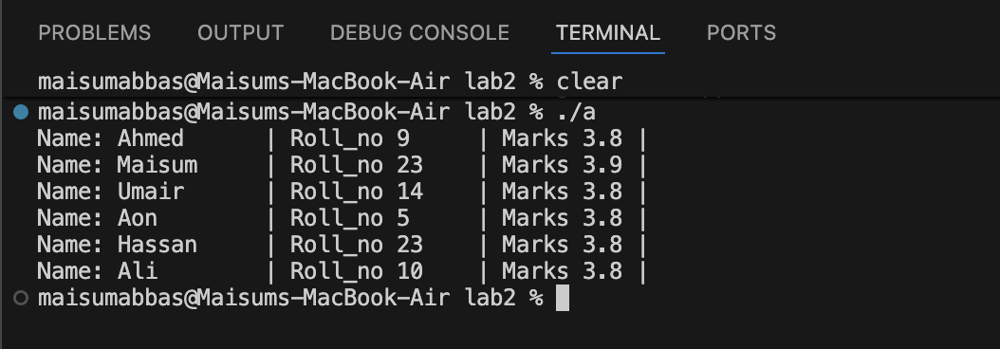 PROBLEMS OUTPUT DEBUG CONSOLE TERMINAL PORTS
maisumabbas@Maisums-MacBook-Air lab2 % clear
maisumabbas@Maisums-MacBook-Air lab2 % ./a
Name: Ahmed      | Roll_no 9     | Marks 3.8 |
Name: Maisum     | Roll_no 23    | Marks 3.9 |
Name: Umair      | Roll_no 14    | Marks 3.8 |
Name: Aon        | Roll_no 5     | Marks 3.8 |
Name: Hassan     | Roll_no 23    | Marks 3.8 |
Name: Ali        | Roll_no 10    | Marks 3.8 |
maisumabbas@Maisums-MacBook-Air lab2 %